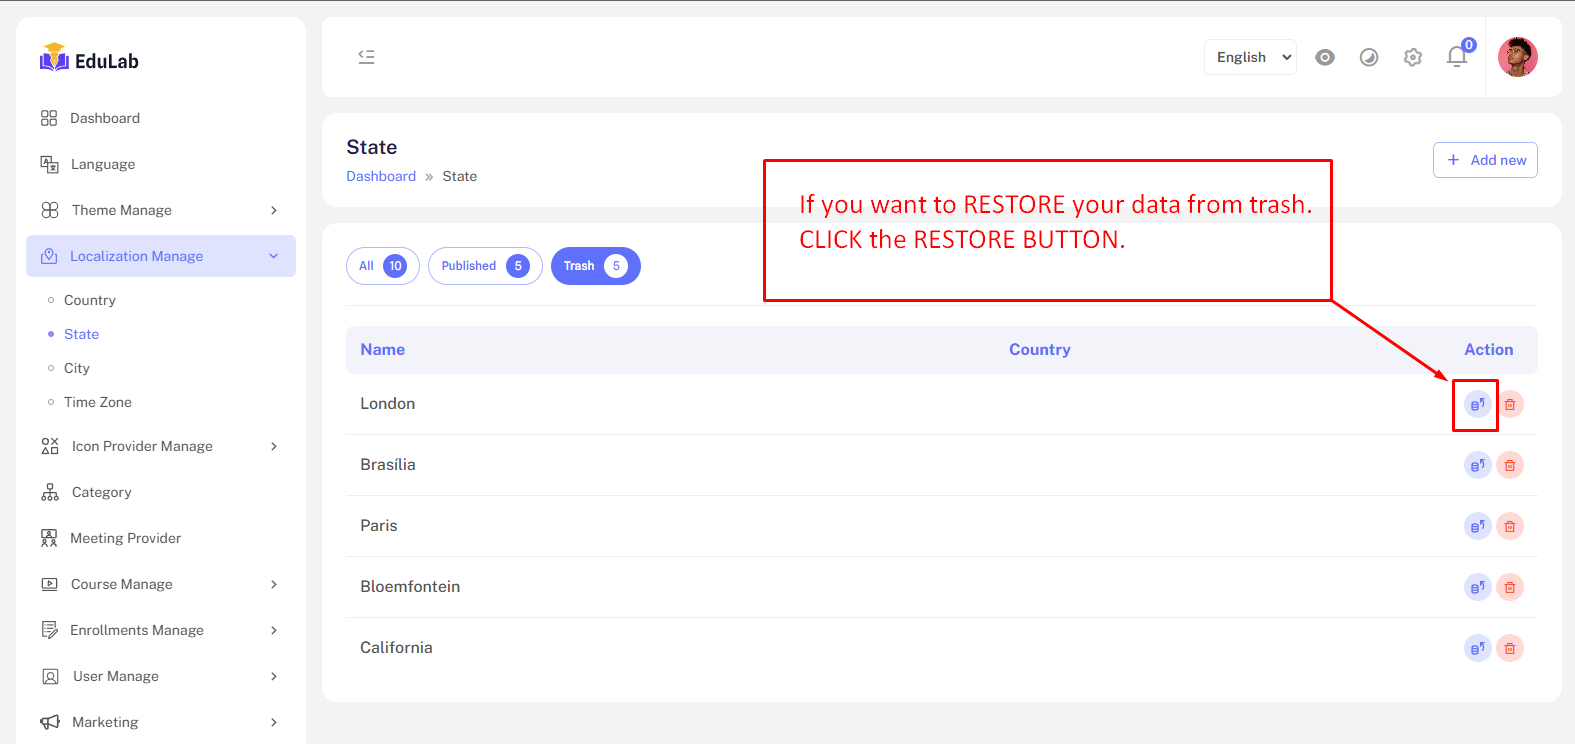 EduLab
Dashboard
Language
Theme Manage
Localization Manage
Country
State
City
Time Zone
Icon Provider Manage
Category
Meeting Provider
Course Manage
Enrollments Manage
User Manage
Marketing
English
0
State
Dashboard » State
Add new
If you want to RESTORE your data from trash.
CLICK the RESTORE BUTTON.
All 10
Published 5
Trash 5
Name Country Action
London
Brasília
Paris
Bloemfontein
California